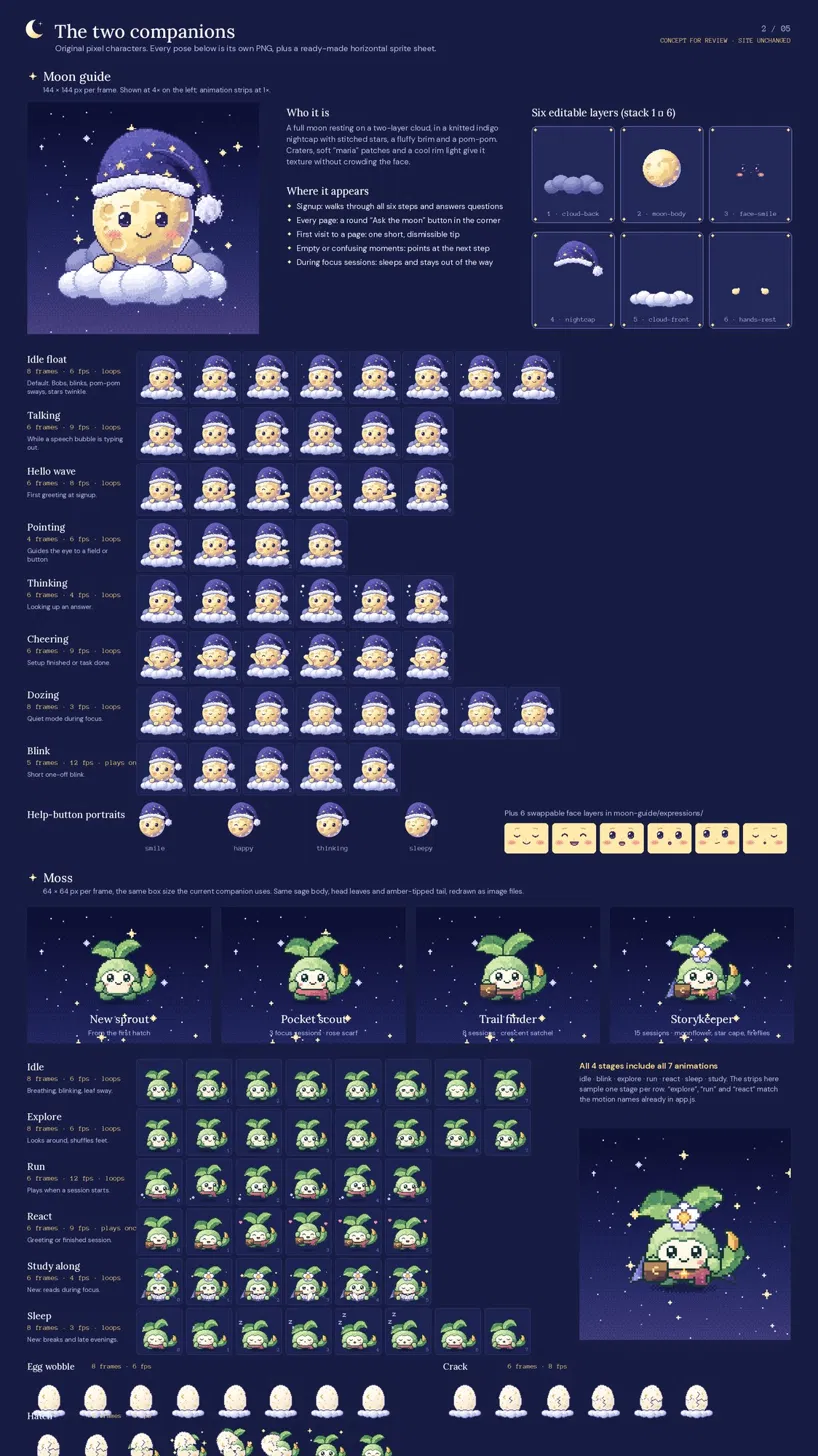 The two companions
2 / 05
Original pixel characters. Every pose below is its own PNG, plus a ready-made horizontal sprite sheet.
CONCEPT FOR REVIEW · SITE UNCHANGED
Moon guide
144 × 144 px per frame. Shown at 4× on the left; animation strips at 1×.
Who it is
A full moon resting on a two-layer cloud, in a knitted indigo
nightcap with stitched stars, a fluffy brim and a pom-pom.
Craters, soft "maria" patches and a cool rim light give it
texture without crowding the face.
Where it appears
Signup: walks through all six steps and answers questions
Every page: a round "Ask the moon" button in the corner
First visit to a page: one short, dismissible tip
Empty or confusing moments: points at the next step
During focus sessions: sleeps and stays out of the way
Six editable layers (stack 1 6)
1 · cloud-back
2 · moon-body
3 · face-smile
4 · nightcap
5 · cloud-front
6 · hands-rest
Idle float
8 frames · 6 fps · loops
Default. Bobs, blinks, pom-pom
sways, stars twinkle.
Talking
6 frames · 9 fps · loops
While a speech bubble is typing
out.
Hello wave
6 frames · 8 fps · loops
First greeting at signup.
Pointing
4 frames · 6 fps · loops
Guides the eye to a field or
button
Thinking
6 frames · 4 fps · loops
Looking up an answer.
Cheering
6 frames · 9 fps · loops
Setup finished or task done
Dozing
8 frames · 3 fps · loops
Quiet mode during focus.
Blink
5 frames · 12 fps · plays on
Short one-off blink.
Help-button portraits
smile
happy
thinking
sleepy
Plus 6 swappable face layers in moon-guide/expressions/
Moss
64 × 64 px per frame, the same box size the current companion uses. Same sage body, head leaves and amber-tipped tail, redrawn as image files.
New sprout
From the first hatch
Pocket scout
3 focus sessions · rose scarf
Trail finder
8 sessions · crescent satchel
Storykeeper
15 sessions · moonflower, star cape, fireflies
Idle
8 frames · 6 fps · loops
Breathing, blinking, leaf sway.
Explore
8 frames · 6 fps · loops
Looks around, shuffles feet.
Run
6 frames · 12 fps · loops
Plays when a session starts.
React
6 frames · 9 fps · plays onc
Greeting or finished session.
Study along
6 frames · 4 fps · loops
New: reads during focus.
Sleep
8 frames · 3 fps · loops
New: breaks and late evenings.
All 4 stages include all 7 animations
idle · blink · explore · run · react · sleep · study. The strips here
sample one stage per row. "explore", "run" and "react" match
the motion names already in app.js.
Egg wobble
8 frames · 6 fps
Crack
6 frames · 8 fps
Hatch